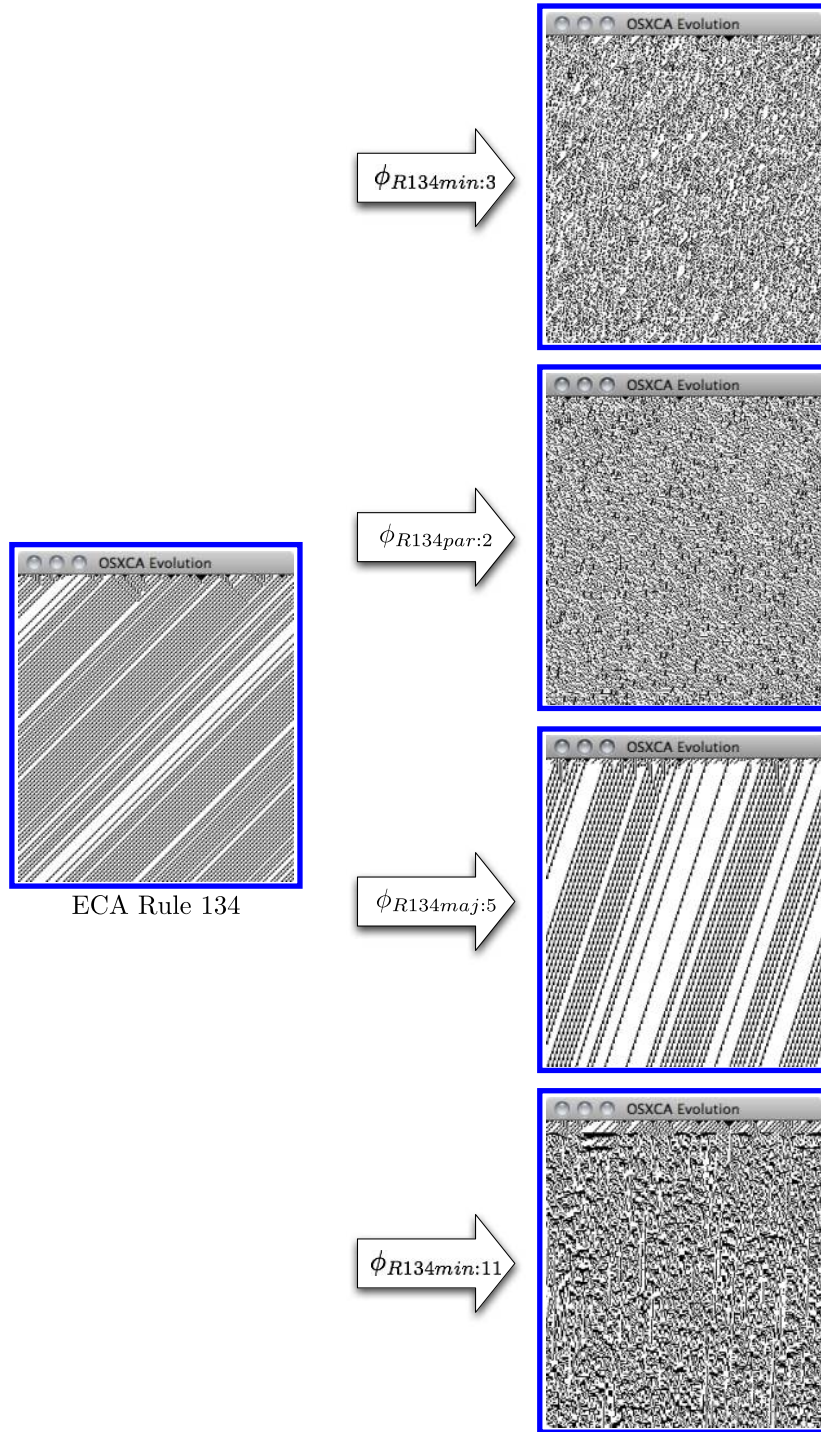 OSXCA Evolution
ϕR134min:3
OSXCA Evolution
ϕR134par:2
OSXCA Evolution
ECA Rule 134
OSXCA Evolution
ϕR134maj:5
OSXCA Evolution
ϕR134min:11